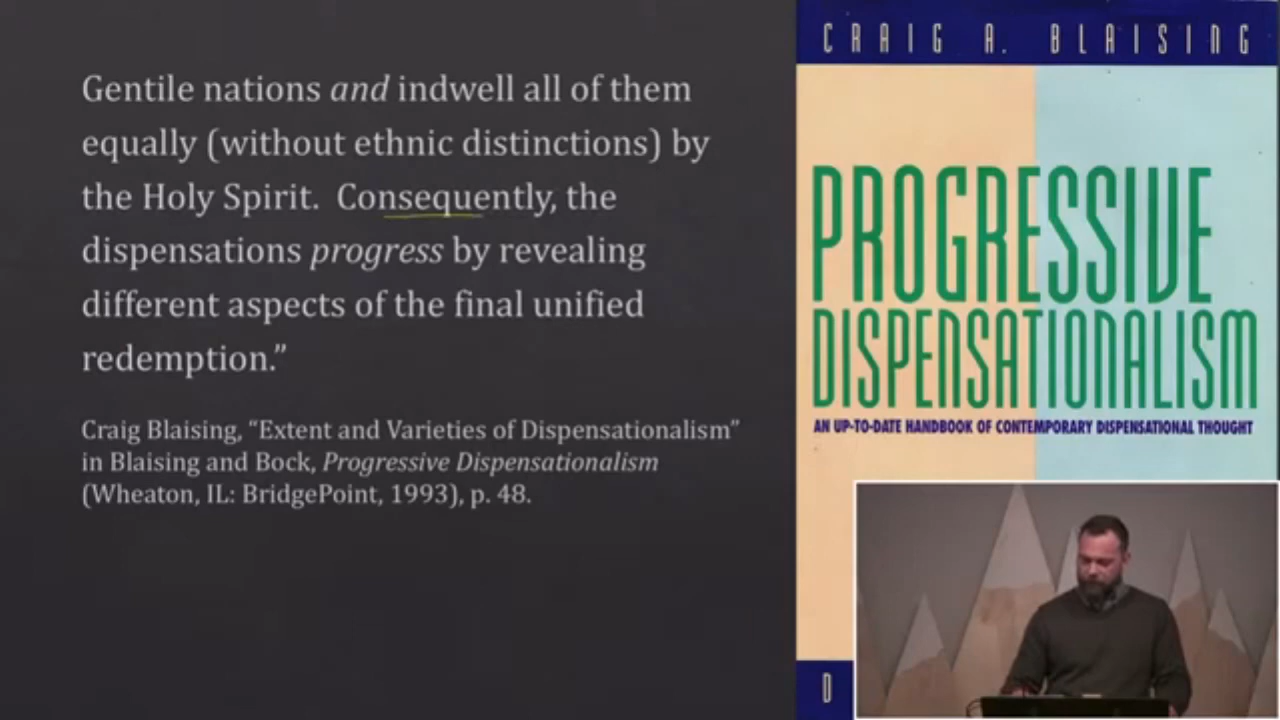 Gentile nations and indwell all of them
equally (without ethnic distinctions) by
the Holy Spirit.  Consequently, the
dispensations progress by revealing
different aspects of the final unified
redemption.”
Craig Blaising, “Extent and Varieties of Dispensationalism”
in Blaising and Bock, Progressive Dispensationalism
(Wheaton, IL: BridgePoint, 1993), p. 48.
CRAIG A. BLAISING
PROGRESSIVE
DISPENSATIONALISM
AN UP-TO-DATE HANDBOOK OF CONTEMPORARY DISPENSATIONAL THOUGHT
D